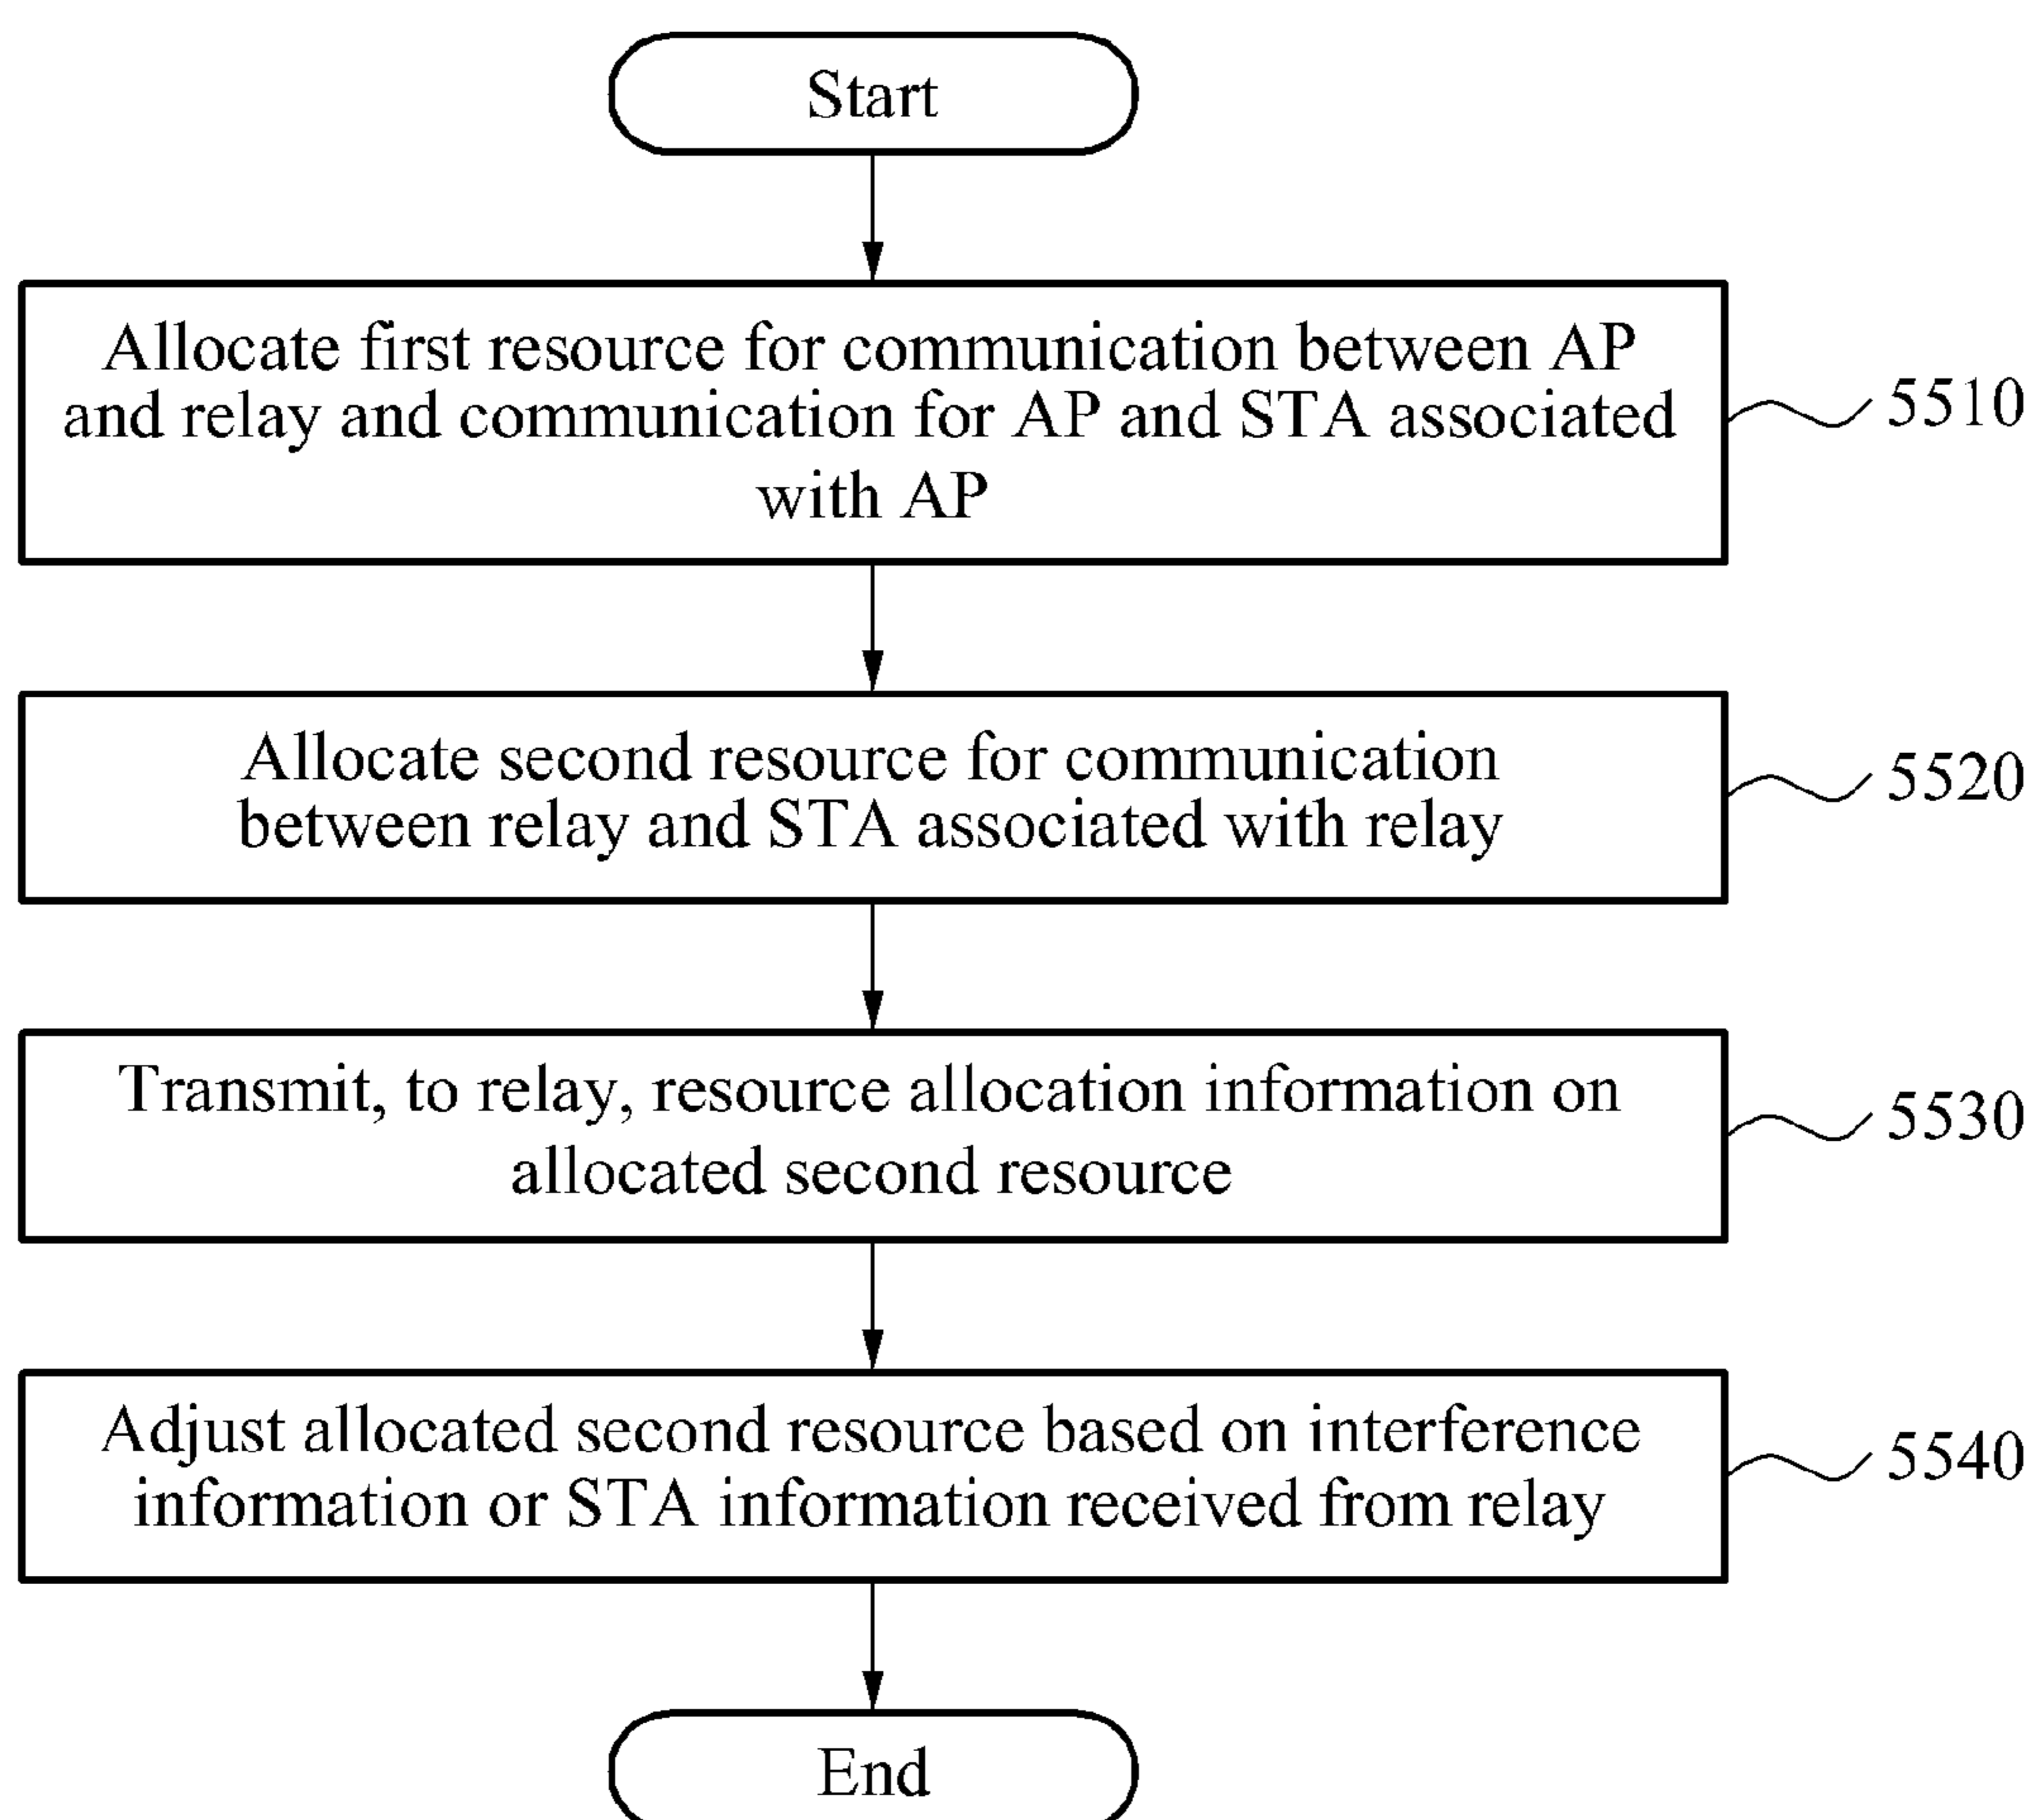 Start
Allocate first resource for communication between AP
and relay and communication for AP and STA associated
with AP
5510
Allocate second resource for communication
between relay and STA associated with relay
5520
Transmit, to relay, resource allocation information on
allocated second resource
5530
Adjust allocated second resource based on interference
information or STA information received from relay
5540
End